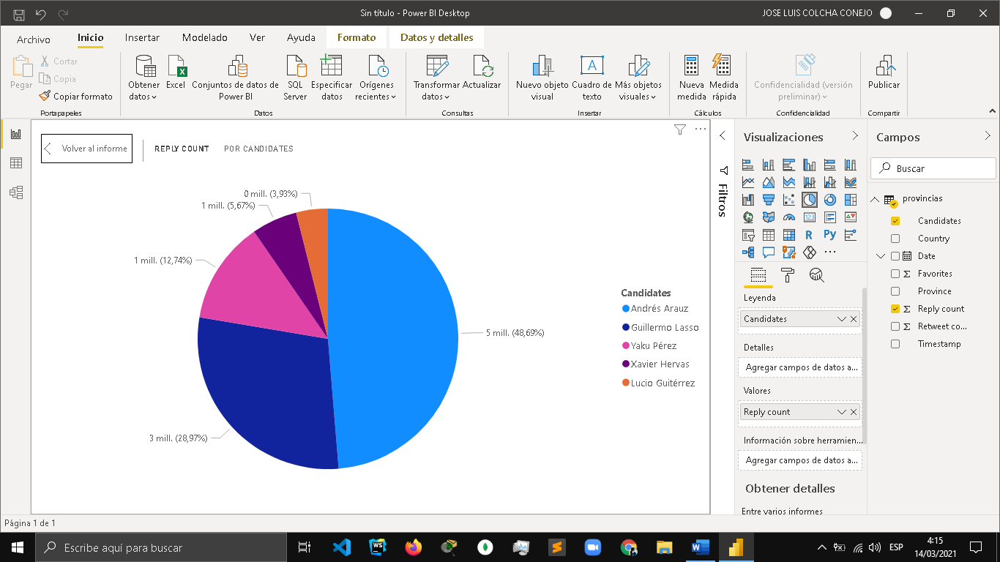 Sin título - Power BI Desktop
JOSE LUIS COLCHA CONEJO
Archivo
Inicio
Insertar
Modelado
Ver
Ayuda
Formato
Datos y detalles
Pegar
Cortar
Copia
Copiar formato
Portapapeles
Obtener datos
Excel
Conjuntos de datos de Power BI
SQL Server
Especificar datos
Orígenes recientes
Datos
Transformar datos
Actualizar
Consultas
Nuevo objeto visual
Cuadro de texto
Más objetos visuales
Insertar
Nueva medida
Medida rápida
Cálculos
Confidencialidad (versión preliminar)
Confidencialidad
Publicar
Compartir
Volver al informe
REPLY COUNT
POR CANDIDATES
0 mill. (3,93%)
1 mill. (5,67%)
1 mill. (12,74%)
3 mill. (28,97%)
5 mill. (48,69%)
Candidates
Andrés Arauz
Guillermo Lasso
Yaku Pérez
Xavier Hervas
Lucio Guitérrez
Filtros
Visualizaciones
R
Py
Leyenda
Candidates
Detalles
Agregar campos de datos a...
Valores
Reply count
Información sobre herramien...
Agregar campos de datos a...
Obtener detalles
Entre varios informes
Campos
Buscar
provincias
Candidates
Country
Date
Favorites
Province
Reply count
Retweet co...
Timestamp
Página 1 de 1
Escribe aquí para buscar
ESP
4:15
14/03/2021